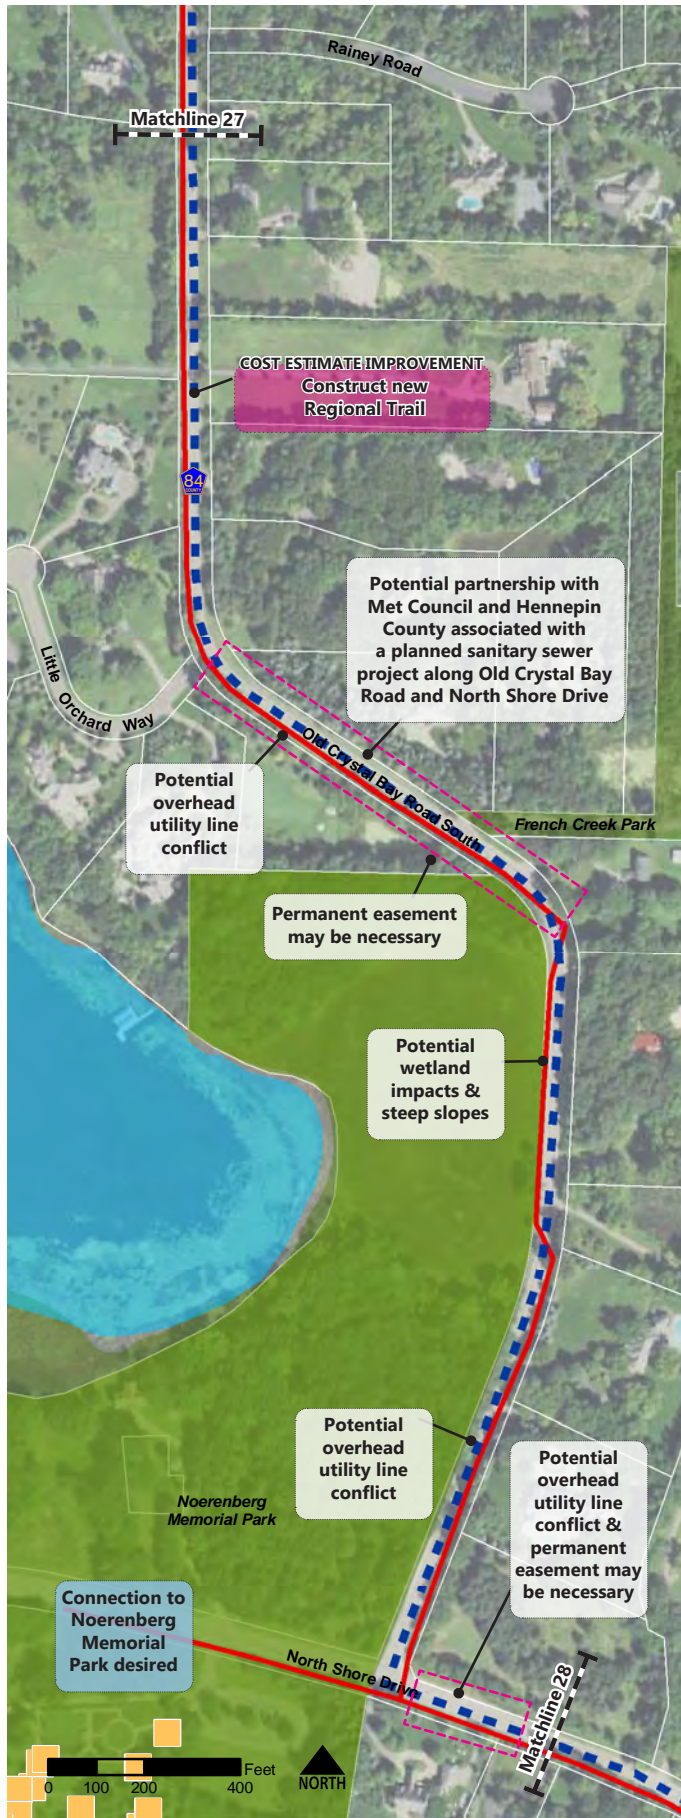 Rainey Road
Matchline 27
COST ESTIMATE IMPROVEMENT
Construct new
Regional Trail
84
COUNTY
Potential partnership with
Met Council and Hennepin
County associated with
a planned sanitary sewer
project along Old Crystal Bay
Road and North Shore Drive
Little Orchard Way
Old Crystal Bay Road South
Potential
overhead
utility line
conflict
French Creek Park
Permanent easement
may be necessary
Potential
wetland
impacts &
steep slopes
Potential
overhead
utility line
conflict
Potential
overhead
utility line
conflict &
permanent
easement may
be necessary
Noerenberg
Memorial Park
Connection to
Noerenberg
Memorial
Park desired
North Shore Drive
Matchline 28
Feet
0 100 200 400
NORTH